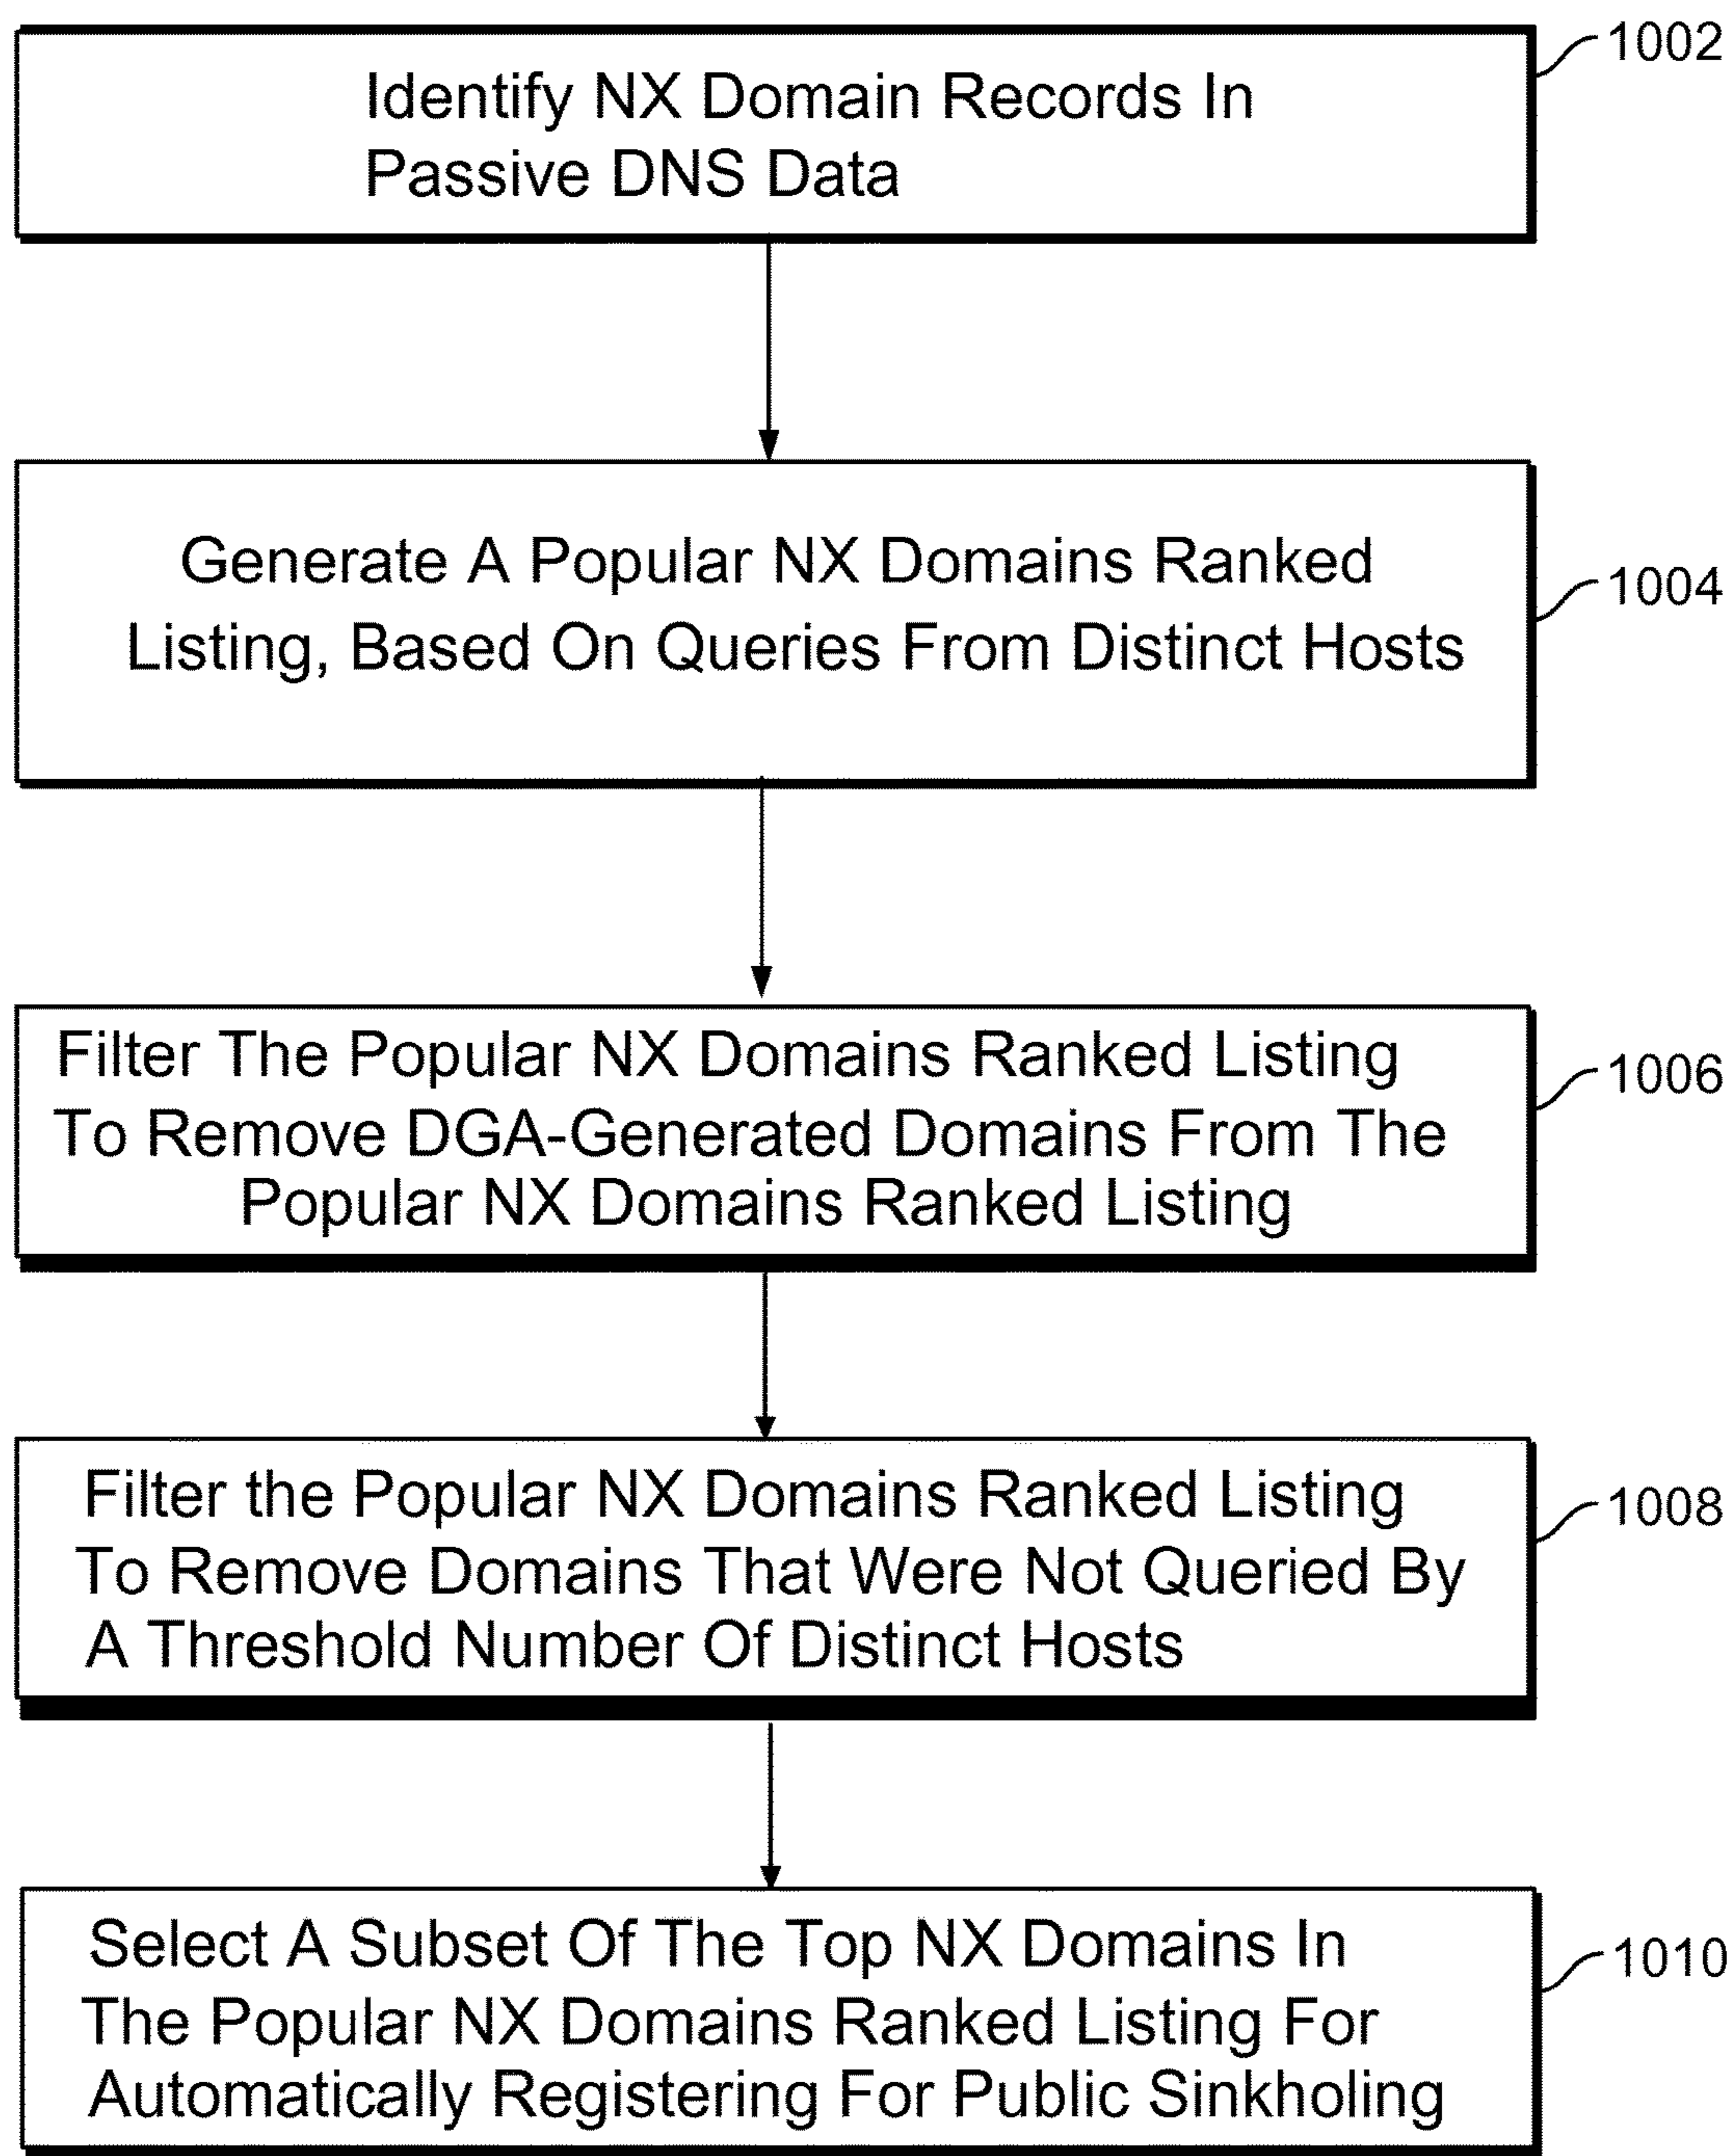 1002
Identify NX Domain Records In
Passive DNS Data
Generate A Popular NX Domains Ranked
Listing, Based On Queries From Distinct Hosts
1004
Filter The Popular NX Domains Ranked Listing
To Remove DGA-Generated Domains From The
Popular NX Domains Ranked Listing
1006
Filter the Popular NX Domains Ranked Listing
To Remove Domains That Were Not Queried By
A Threshold Number Of Distinct Hosts
1008
Select A Subset Of The Top NX Domains In
The Popular NX Domains Ranked Listing For
Automatically Registering For Public Sinkholing
1010